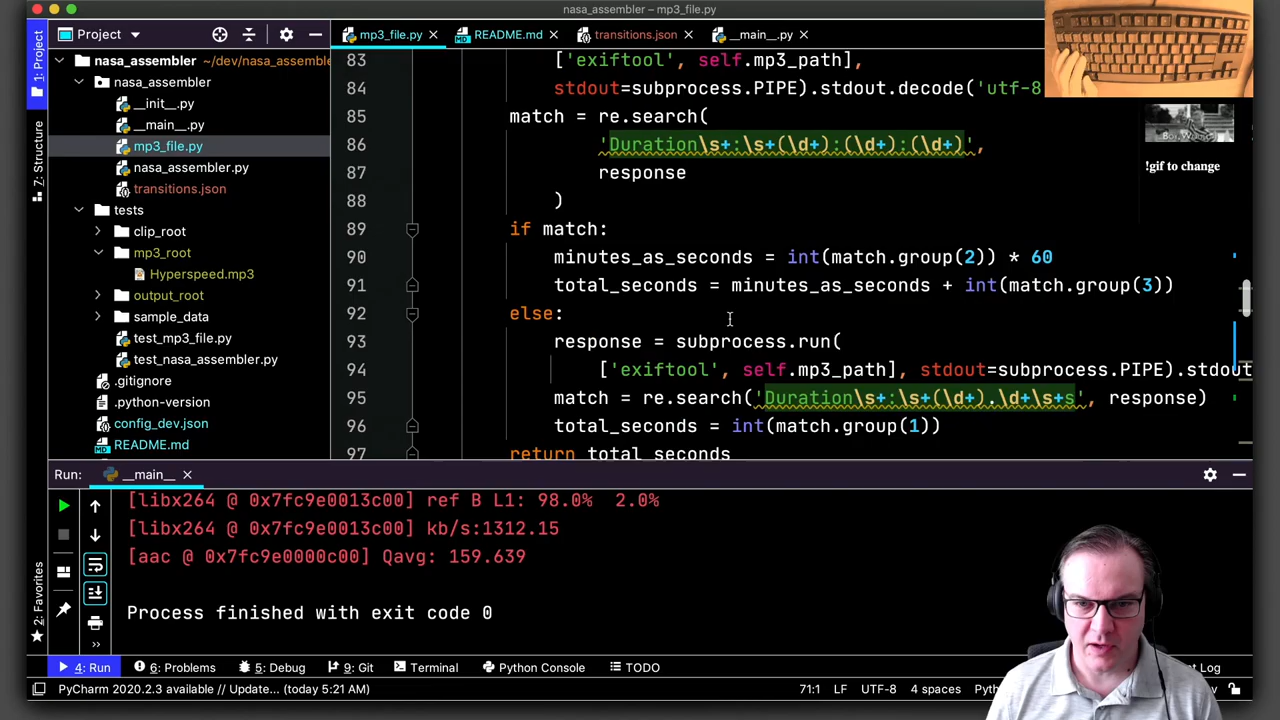 nasa_assembler – mp3_file.py
1: Project
7: Structure
2: Favorites
Project
mp3_file.py
README.md
transitions.json
__main__.py
nasa_assembler ~/dev/nasa_assemble
nasa_assembler
__init__.py
__main__.py
mp3_file.py
nasa_assembler.py
transitions.json
tests
clip_root
mp3_root
Hyperspeed.mp3
output_root
sample_data
test_mp3_file.py
test_nasa_assembler.py
.gitignore
.python-version
config_dev.json
README.md
83 ['exiftool', self.mp3_path],
84 stdout=subprocess.PIPE).stdout.decode('utf-8
85 match = re.search(
86 'Duration\s+:\s+(\d+):(\d+):(\d+)',
87 response
88 )
89 if match:
90 minutes_as_seconds = int(match.group(2)) * 60
91 total_seconds = minutes_as_seconds + int(match.group(3))
92 else:
93 response = subprocess.run(
94 ['exiftool', self.mp3_path], stdout=subprocess.PIPE).stdout
95 match = re.search('Duration\s+:\s+(\d+).\d+\s+s', response)
96 total_seconds = int(match.group(1))
97 return total_seconds
!gif to change
Run: __main__
[libx264 @ 0x7fc9e0013c00] ref B L1: 98.0% 2.0%
[libx264 @ 0x7fc9e0013c00] kb/s:1312.15
[aac @ 0x7fc9e0000c00] Qavg: 159.639
Process finished with exit code 0
4: Run
6: Problems
5: Debug
9: Git
Terminal
Python Console
TODO
t Log
PyCharm 2020.2.3 available // Update... (today 5:21 AM)
71:1 LF UTF-8 4 spaces Pyth